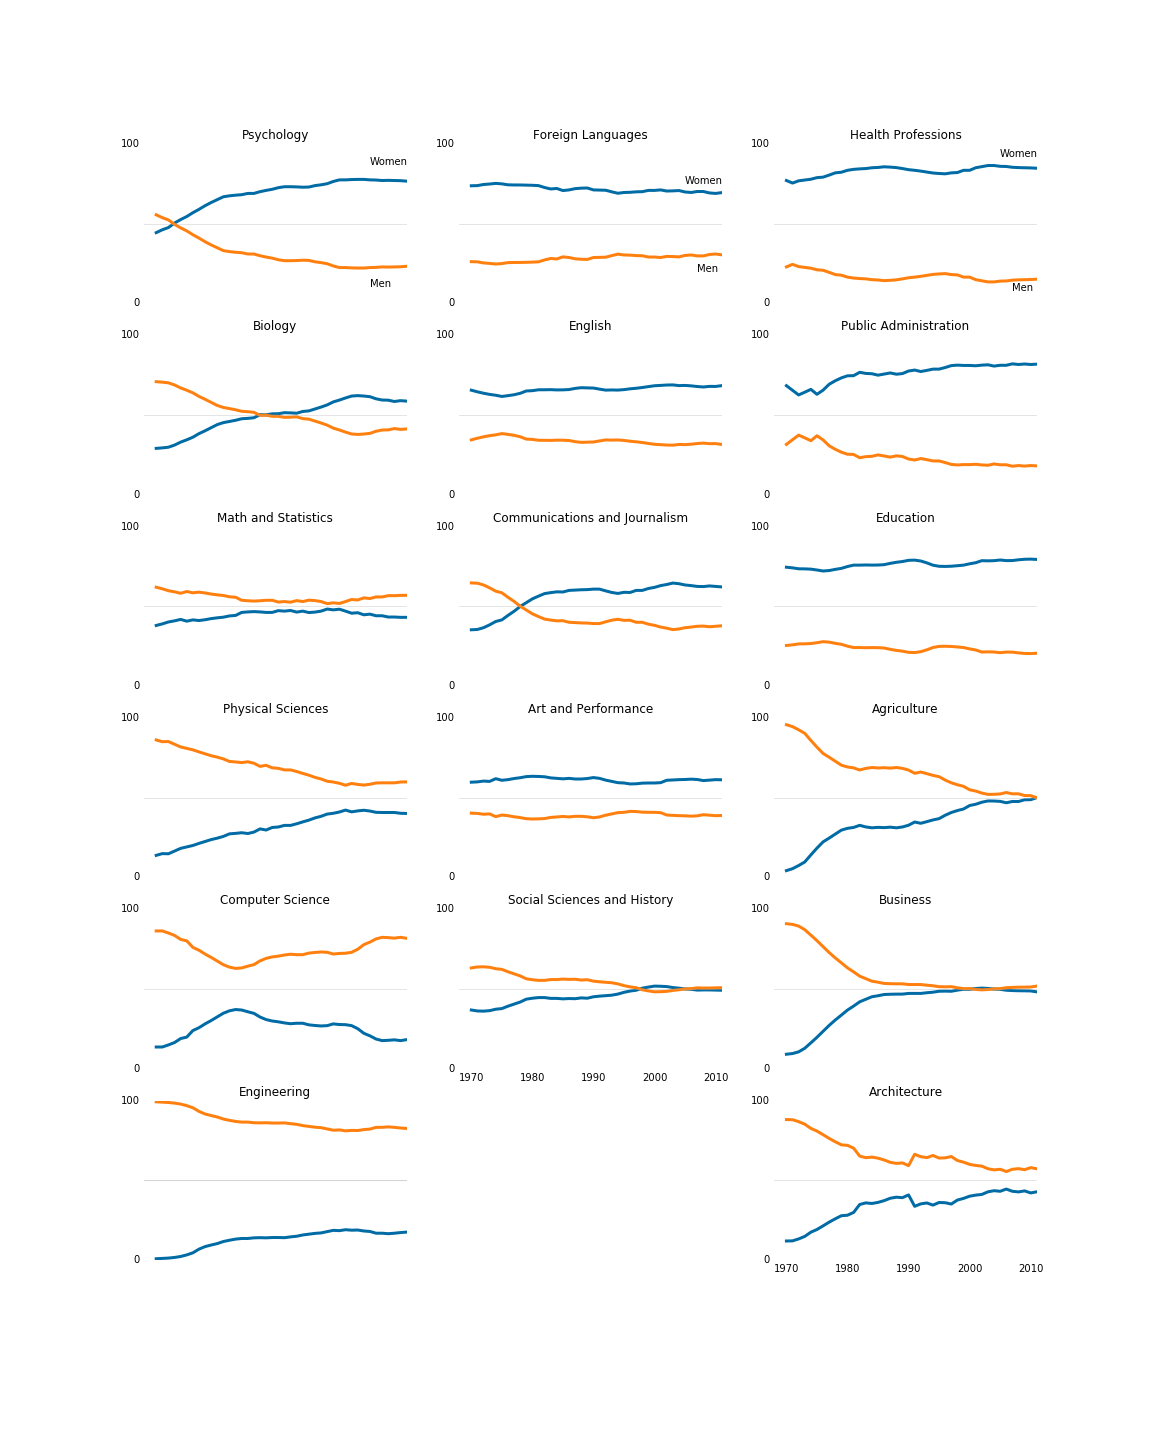 Psychology
100
Women
Men
0
Foreign Languages
100
Women
Men
0
Health Professions
100
Women
Men
0
Biology
100
0
English
100
0
Public Administration
100
0
Math and Statistics
100
0
Communications and Journalism
100
0
Education
100
0
Physical Sciences
100
0
Art and Performance
100
0
Agriculture
100
0
Computer Science
100
0
Social Sciences and History
100
0
1970 1980 1990 2000 2010
Business
100
0
Engineering
100
0
Architecture
100
0
1970 1980 1990 2000 2010